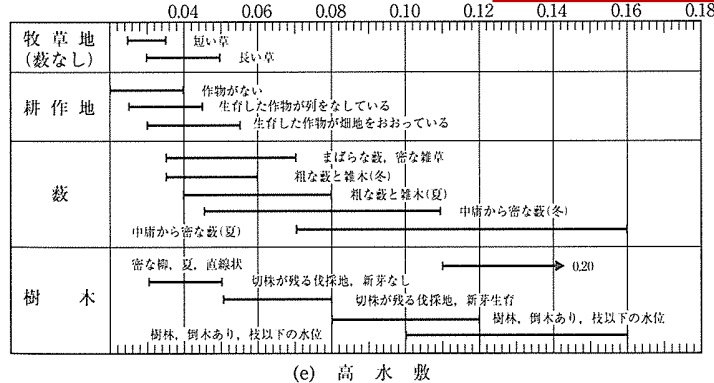 0.04 0.06 0.08 0.10 0.12 0.14 0.16 0.18
牧草地
(藪なし)
短い草
長い草
耕作地
作物がない
生育した作物が列をなしている
生育した作物が畑地をおおっている
藪
まばらな藪,密な雑草
粗な藪と雑木(冬)
粗な藪と雑木(夏)
中庸から密な藪(冬)
中庸から密な藪(夏)
樹木
密な柳,夏,直線状
0.20
切株が残る伐採地,新芽なし
切株が残る伐採地,新芽生育
樹林,倒木あり,枝以下の水位
樹林,倒木あり,枝以下の水位
(e) 高水敷